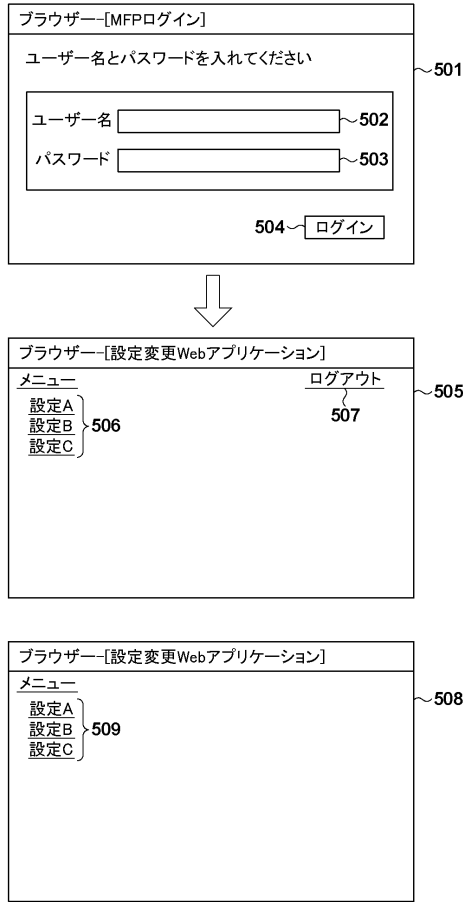 ブラウザー-[MFPログイン]
ユーザー名とパスワードを入れてください
501
ユーザー名
502
パスワード
503
504
ログイン
ブラウザー-[設定変更Webアプリケーション]
メニュー
ログアウト
505
設定A
設定B
設定C
506
507
ブラウザー-[設定変更Webアプリケーション]
メニュー
508
設定A
設定B
設定C
509